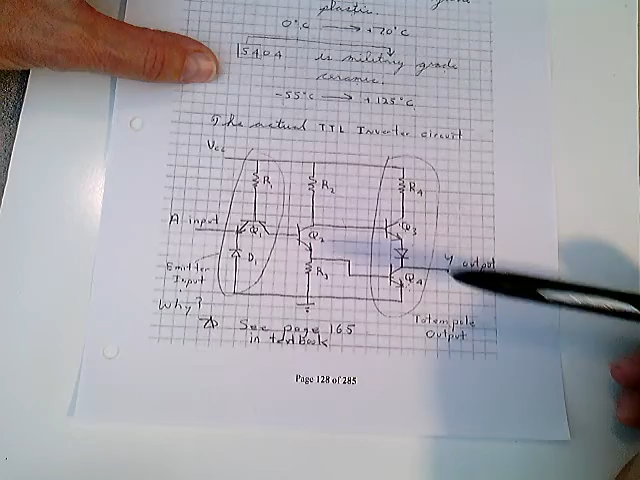 plastic.
0°C → +70°C
5404 is military grade
ceramic.
-55°C → +125°C
The actual TTL Inverter circuit
Vcc
R1
R2
R4
A input
Q1
Q2
Q3
D1
R3
Q4
Y output
Emitter
Input
Why?
See page 165
in textbook
Totempole
Output
Page 128 of 285